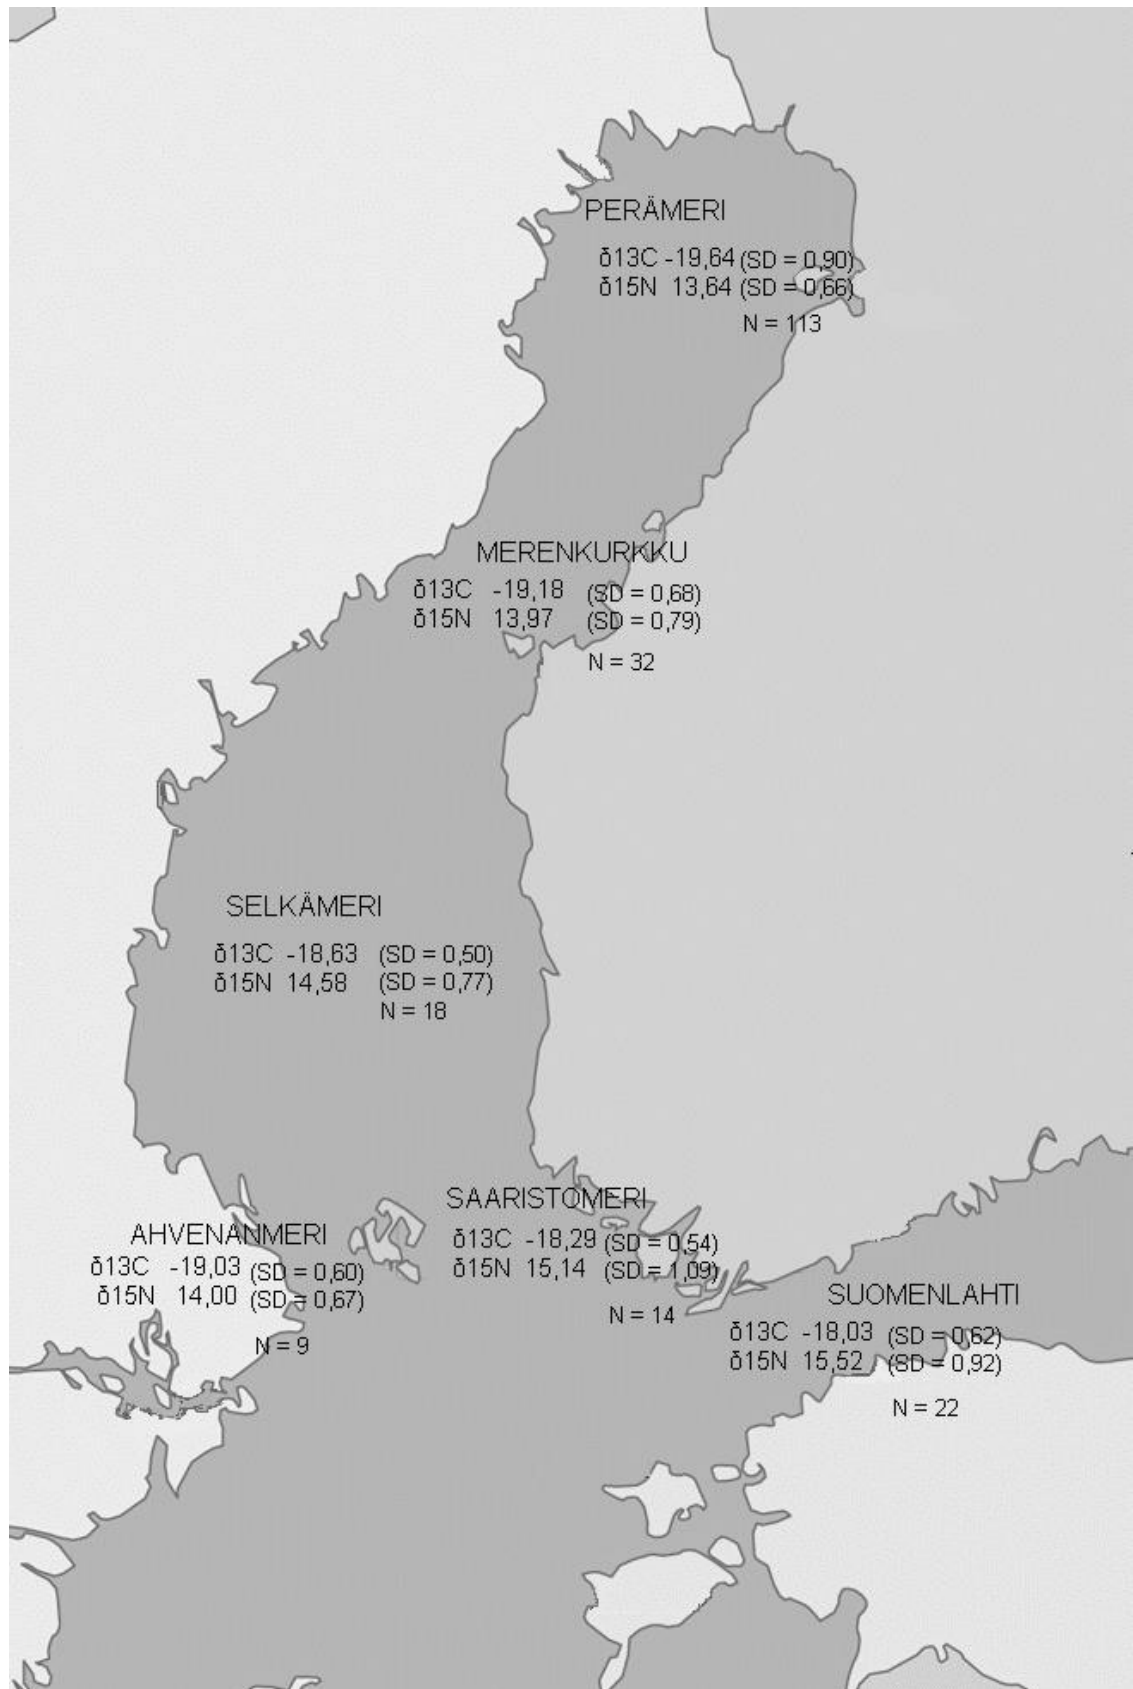 PERÄMERI
δ13C -19,64 (SD = 0,90)
δ15N 13,64 (SD = 0,66)
N = 113
MERENKURKKU
δ13C -19,18 (SD = 0,68)
δ15N 13,97 (SD = 0,79)
N = 32
SELKÄMERI
δ13C -18,63 (SD = 0,50)
δ15N 14,58 (SD = 0,77)
N = 18
SAARISTOMERI
δ13C -18,29 (SD = 0,54)
δ15N 15,14 (SD = 1,09)
N = 14
AHVENANMERI
δ13C -19,03 (SD = 0,60)
δ15N 14,00 (SD = 0,67)
N = 9
SUOMENLAHTI
δ13C -18,03 (SD = 0,62)
δ15N 15,52 (SD = 0,92)
N = 22